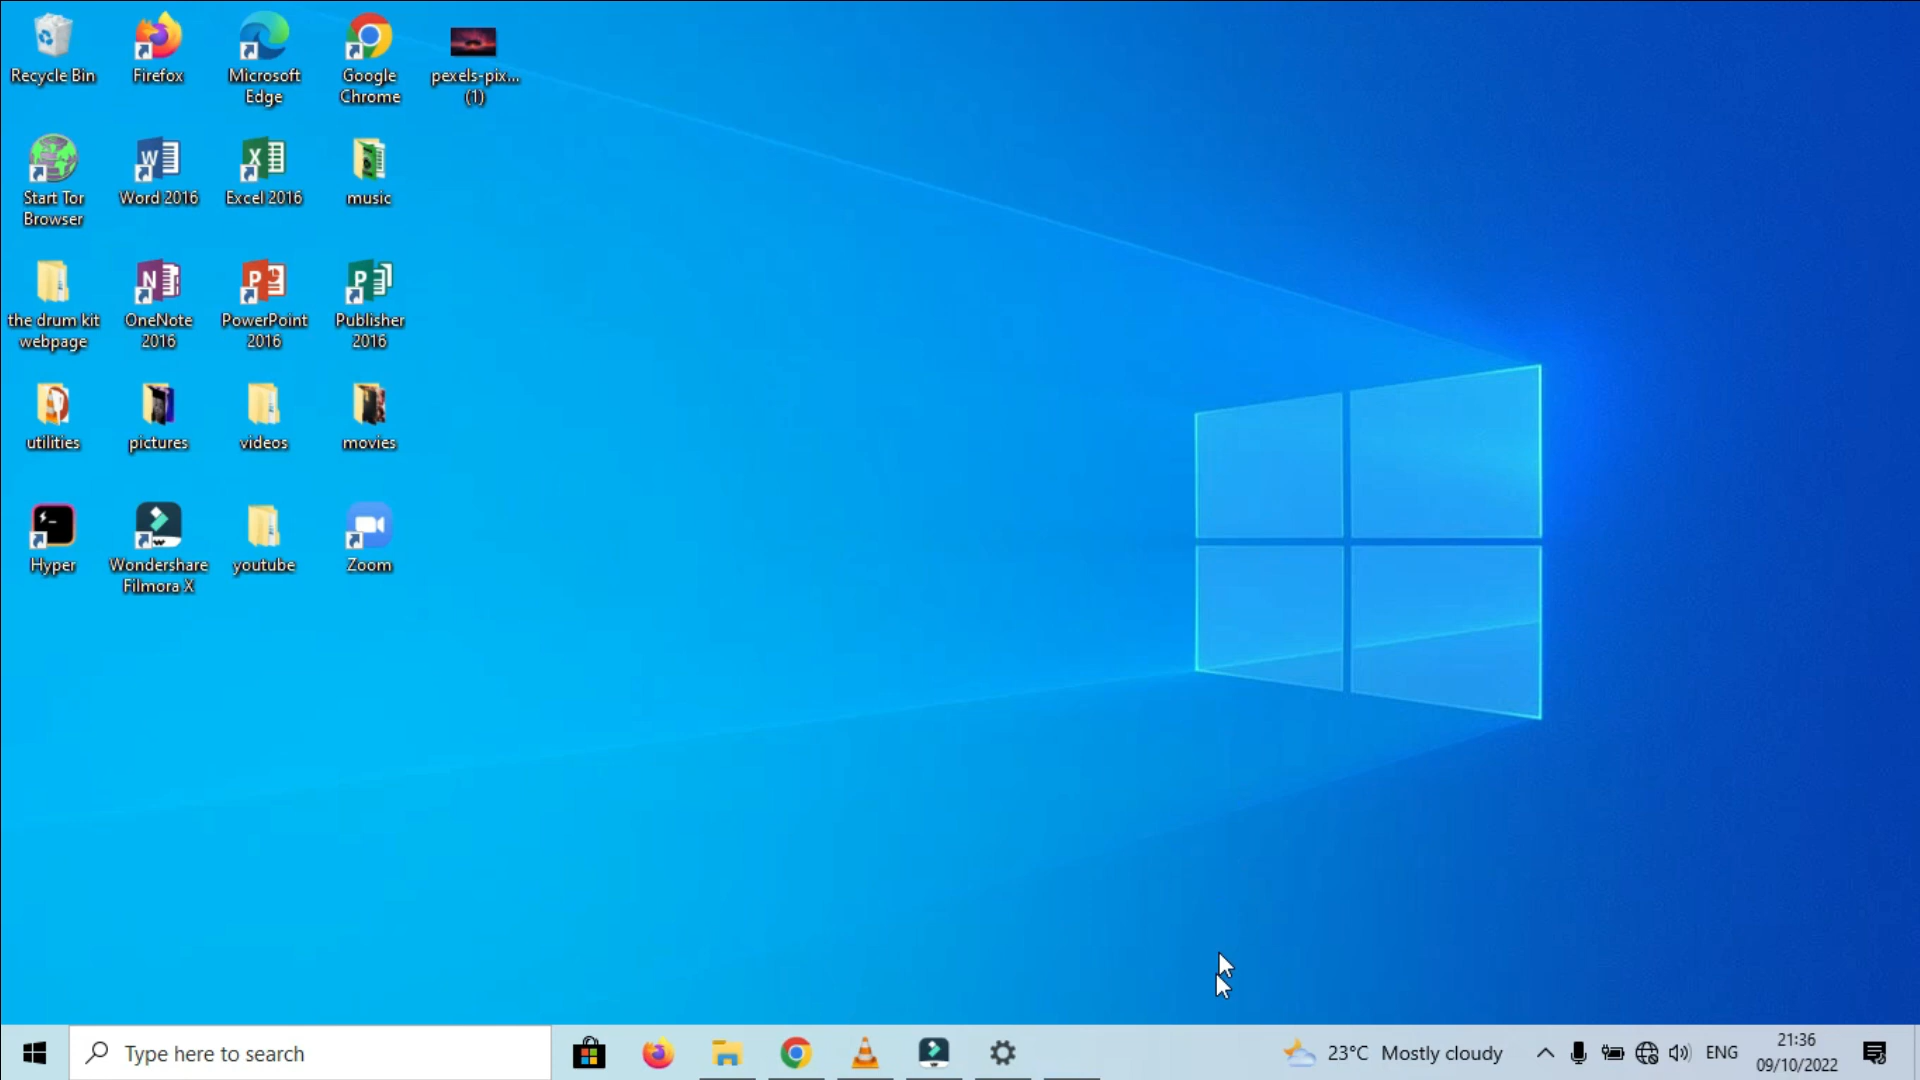 Recycle Bin
Firefox
Microsoft
Edge
Google
Chrome
pexels-pix...
(1)
Start Tor
Browser
Word 2016
Excel 2016
music
the drum kit
webpage
OneNote
2016
PowerPoint
2016
Publisher
2016
utilities
pictures
videos
movies
Hyper
Wondershare
Filmora X
youtube
Zoom
Type here to search
23°C Mostly cloudy
ENG
21:36
09/10/2022